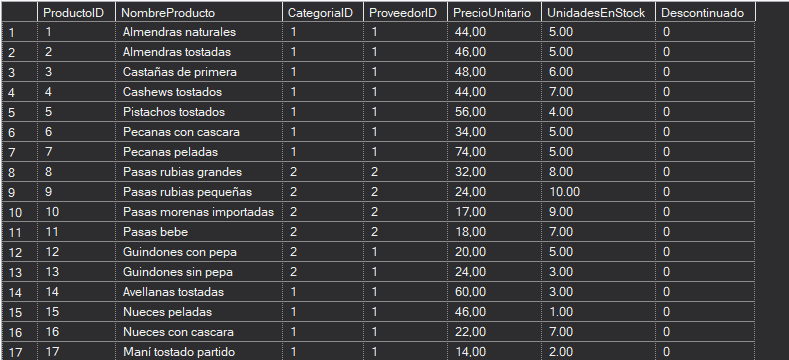 ProductoID NombreProducto CategoriaID ProveedorID PrecioUnitario UnidadesEnStock Descontinuado
1 1 Almendras naturales 1 1 44,00 5.00 0
2 2 Almendras tostadas 1 1 46,00 5.00 0
3 3 Castañas de primera 1 1 48,00 6.00 0
4 4 Cashews tostados 1 1 44,00 7.00 0
5 5 Pistachos tostados 1 1 56,00 4.00 0
6 6 Pecanas con cascara 1 1 34,00 5.00 0
7 7 Pecanas peladas 1 1 74,00 5.00 0
8 8 Pasas rubias grandes 2 2 32,00 8.00 0
9 9 Pasas rubias pequeñas 2 2 24,00 10.00 0
10 10 Pasas morenas importadas 2 2 17,00 9.00 0
11 11 Pasas bebe 2 2 18,00 7.00 0
12 12 Guindones con pepa 2 1 20,00 5.00 0
13 13 Guindones sin pepa 2 1 24,00 3.00 0
14 14 Avellanas tostadas 1 1 60,00 3.00 0
15 15 Nueces peladas 1 1 46,00 1.00 0
16 16 Nueces con cascara 1 1 22,00 7.00 0
17 17 Maní tostado partido 1 1 14,00 2.00 0